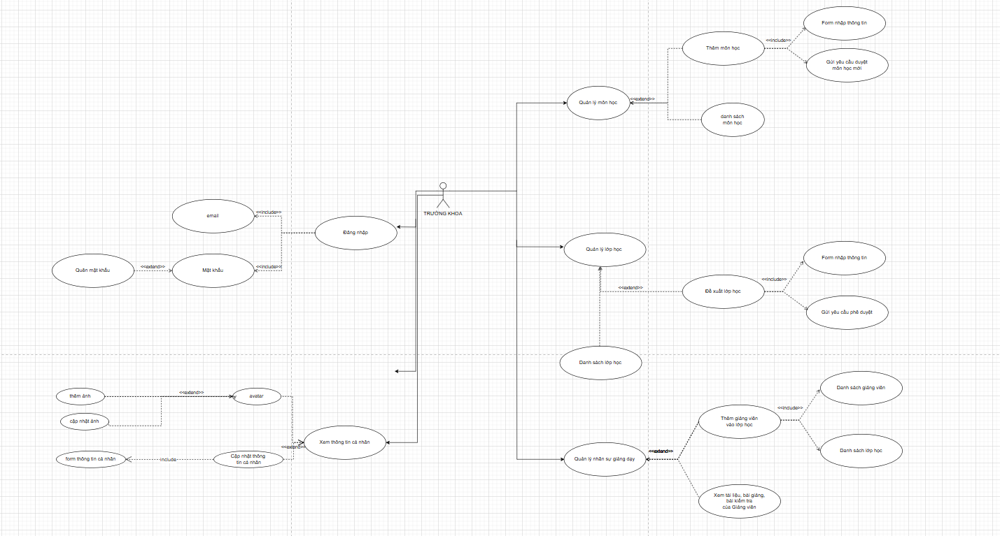 Form nhập thông tin
<<include>>
Thêm môn học
Gửi yêu cầu duyệt
môn học mới
<<extend>>
Quản lý môn học
danh sách
môn học
TRƯỞNG KHOA
email
<<include>>
Đăng nhập
Quên mật khẩu
<<extend>>
Mật khẩu
<<include>>
Quản lý lớp học
Form nhập thông tin
<<include>>
<<extend>>
Đề xuất lớp học
Gửi yêu cầu phê duyệt
Danh sách lớp học
thêm ảnh
<<extend>>
avatar
cập nhật ảnh
Xem thông tin cá nhân
<<extend>>
form thông tin cá nhân
include
Cập nhật thông
tin cá nhân
Danh sách giảng viên
<<include>>
Thêm giảng viên
vào lớp học
Danh sách lớp học
<<extend>>
Quản lý nhân sự giảng dạy
Xem tài liệu, bài giảng,
bài kiểm tra
của Giảng viên